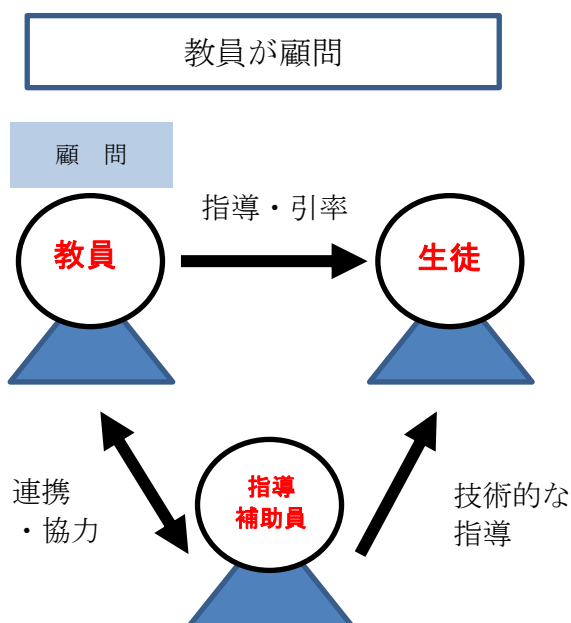 教員が顧問
顧　問
指導・引率
教員
生徒
連携
・協力
指導
補助員
技術的な
指導